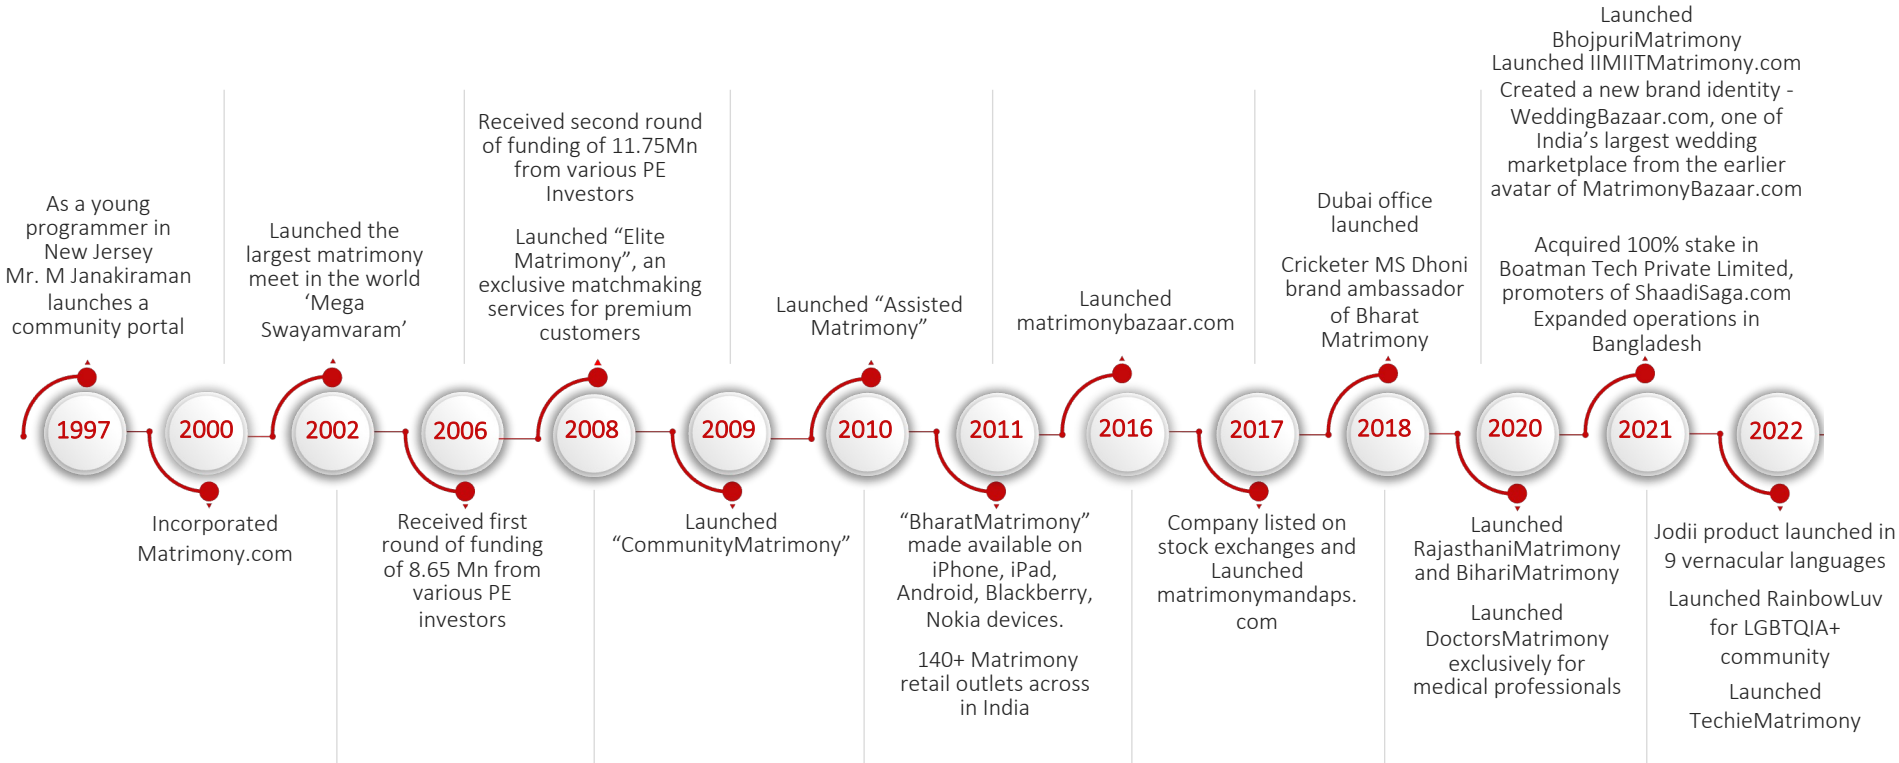 As a young
programmer in
New Jersey
Mr. M Janakiraman
launches a
community portal
1997
2000
Incorporated
Matrimony.com
Launched the
largest matrimony
meet in the world
‘Mega
Swayamvaram’
2002
2006
Received first
round of funding
of 8.65 Mn from
various PE
investors
Received second round
of funding of 11.75Mn
from various PE
Investors
Launched “Elite
Matrimony”, an
exclusive matchmaking
services for premium
customers
2008
2009
Launched
“CommunityMatrimony”
Launched “Assisted
Matrimony”
2010
2011
“BharatMatrimony”
made available on
iPhone, iPad,
Android, Blackberry,
Nokia devices.
140+ Matrimony
retail outlets across
in India
Launched
matrimonybazaar.com
2016
2017
Company listed on
stock exchanges and
Launched
matrimonymandaps.
com
Dubai office
launched
Cricketer MS Dhoni
brand ambassador
of Bharat
Matrimony
2018
2020
Launched
RajasthaniMatrimony
and BihariMatrimony
Launched
DoctorsMatrimony
exclusively for
medical professionals
Launched
BhojpuriMatrimony
Launched IIMIITMatrimony.com
Created a new brand identity -
WeddingBazaar.com, one of
India’s largest wedding
marketplace from the earlier
avatar of MatrimonyBazaar.com
Acquired 100% stake in
Boatman Tech Private Limited,
promoters of ShaadiSaga.com
Expanded operations in
Bangladesh
2021
2022
Jodii product launched in
9 vernacular languages
Launched RainbowLuv
for LGBTQIA+
community
Launched
TechieMatrimony